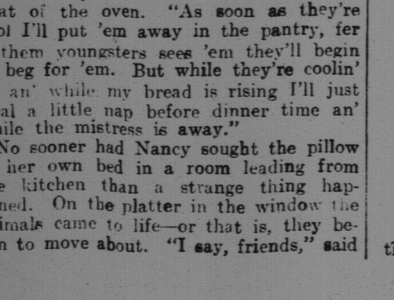 at of the oven. "As soon as they're
ol I'll put 'em away in the pantry, fer
them youngsters sees 'em they'll begin
beg for 'em. But while they're coolin'
an' while my bread is rising I'll just
al a little nap before dinner time an'
ile the mistress is away."
No sooner had Nancy sought the pillow
her own bed in a room leading from
e kitchen than a strange thing hap-
ned. On the platter in the window the
imals came to life—or that is, they be-
n to move about. "I say, friends," said